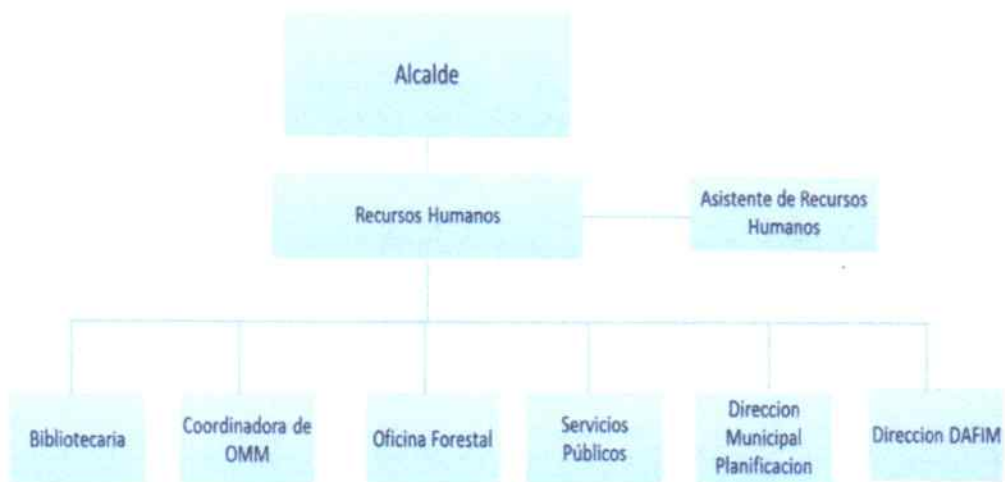 Alcalde
Recursos Humanos
Asistente de Recursos
Humanos
Bibliotecaria
Coordinadora de
OMM
Oficina Forestal
Servicios
Públicos
Direccion
Municipal
Planificacion
Direccion DAFIM